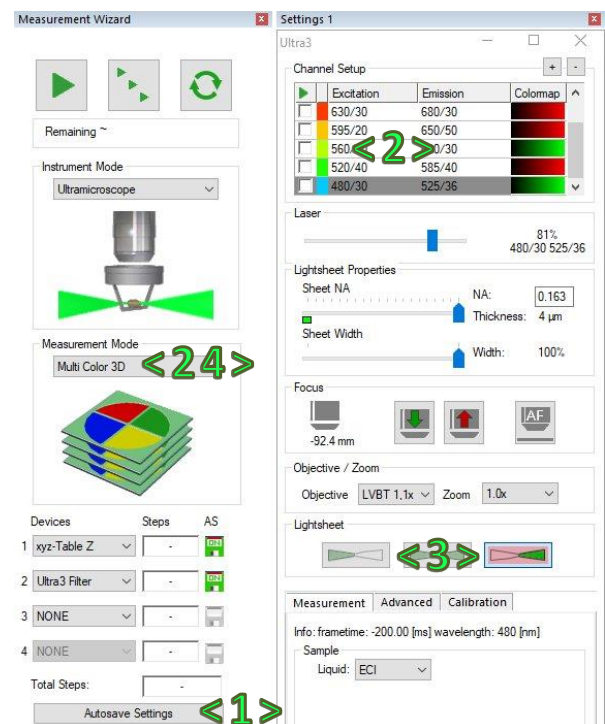 Measurement Wizard
Remaining ~
Instrument Mode
Ultramicroscope
Measurement Mode
Multi Color 3D
<24>
Devices Steps AS
1 xyz-Table Z - ON
2 Ultra3 Filter - ON
3 NONE -
4 NONE -
Total Steps: -
Autosave Settings
<1>
Settings 1
Ultra3
Channel Setup + -
Excitation Emission Colormap
630/30 680/30
595/20 650/50
<2>
520/40 585/40
480/30 525/36
Laser
81%
480/30 525/36
Lightsheet Properties
Sheet NA
NA: 0.163
Thickness: 4 µm
Sheet Width
Width: 100%
Focus
-92.4 mm
AF
Objective / Zoom
Objective LVBT 1.1x Zoom 1.0x
Lightsheet
<3>
Measurement Advanced Calibration
Info: frametime: -200.00 [ms] wavelength: 480 [nm]
Sample
Liquid: ECI